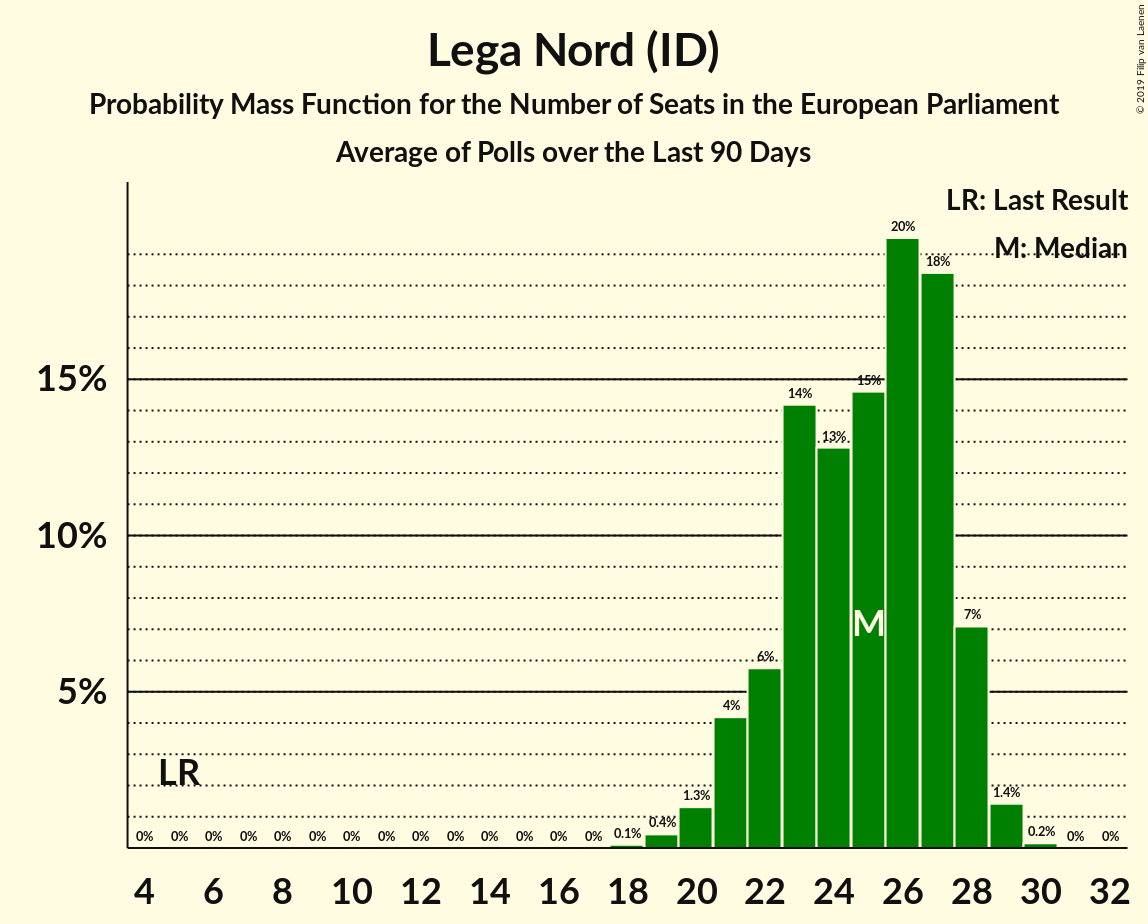 Lega Nord (ID)
Probability Mass Function for the Number of Seats in the European Parliament
Average of Polls over the Last 90 Days
© 2019 Filip van Laenen
LR: Last Result
M: Median
15%
10%
5%
0% 0% 0% 0% 0% 0% 0% 0% 0% 0% 0% 0% 0% 0% 0.1% 0.4% 1.3% 4% 6% 14% 13% 15% 20% 18% 7% 1.4% 0.2% 0% 0%
LR
M
4 6 8 10 12 14 16 18 20 22 24 26 28 30 32